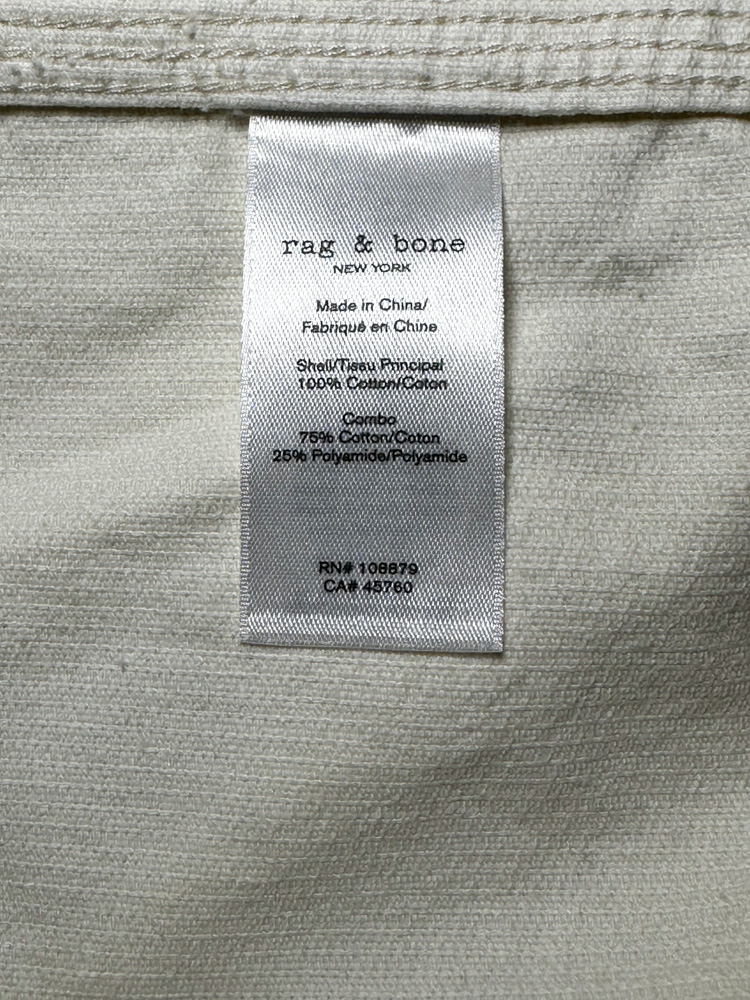 rag & bone
NEW YORK
Made in China/
Fabriqué en Chine
Shell/Tissu Principal
100% Cotton/Coton
Combo
75% Cotton/Coton
25% Polyamide/Polyamide
RN# 108879
CA# 45760